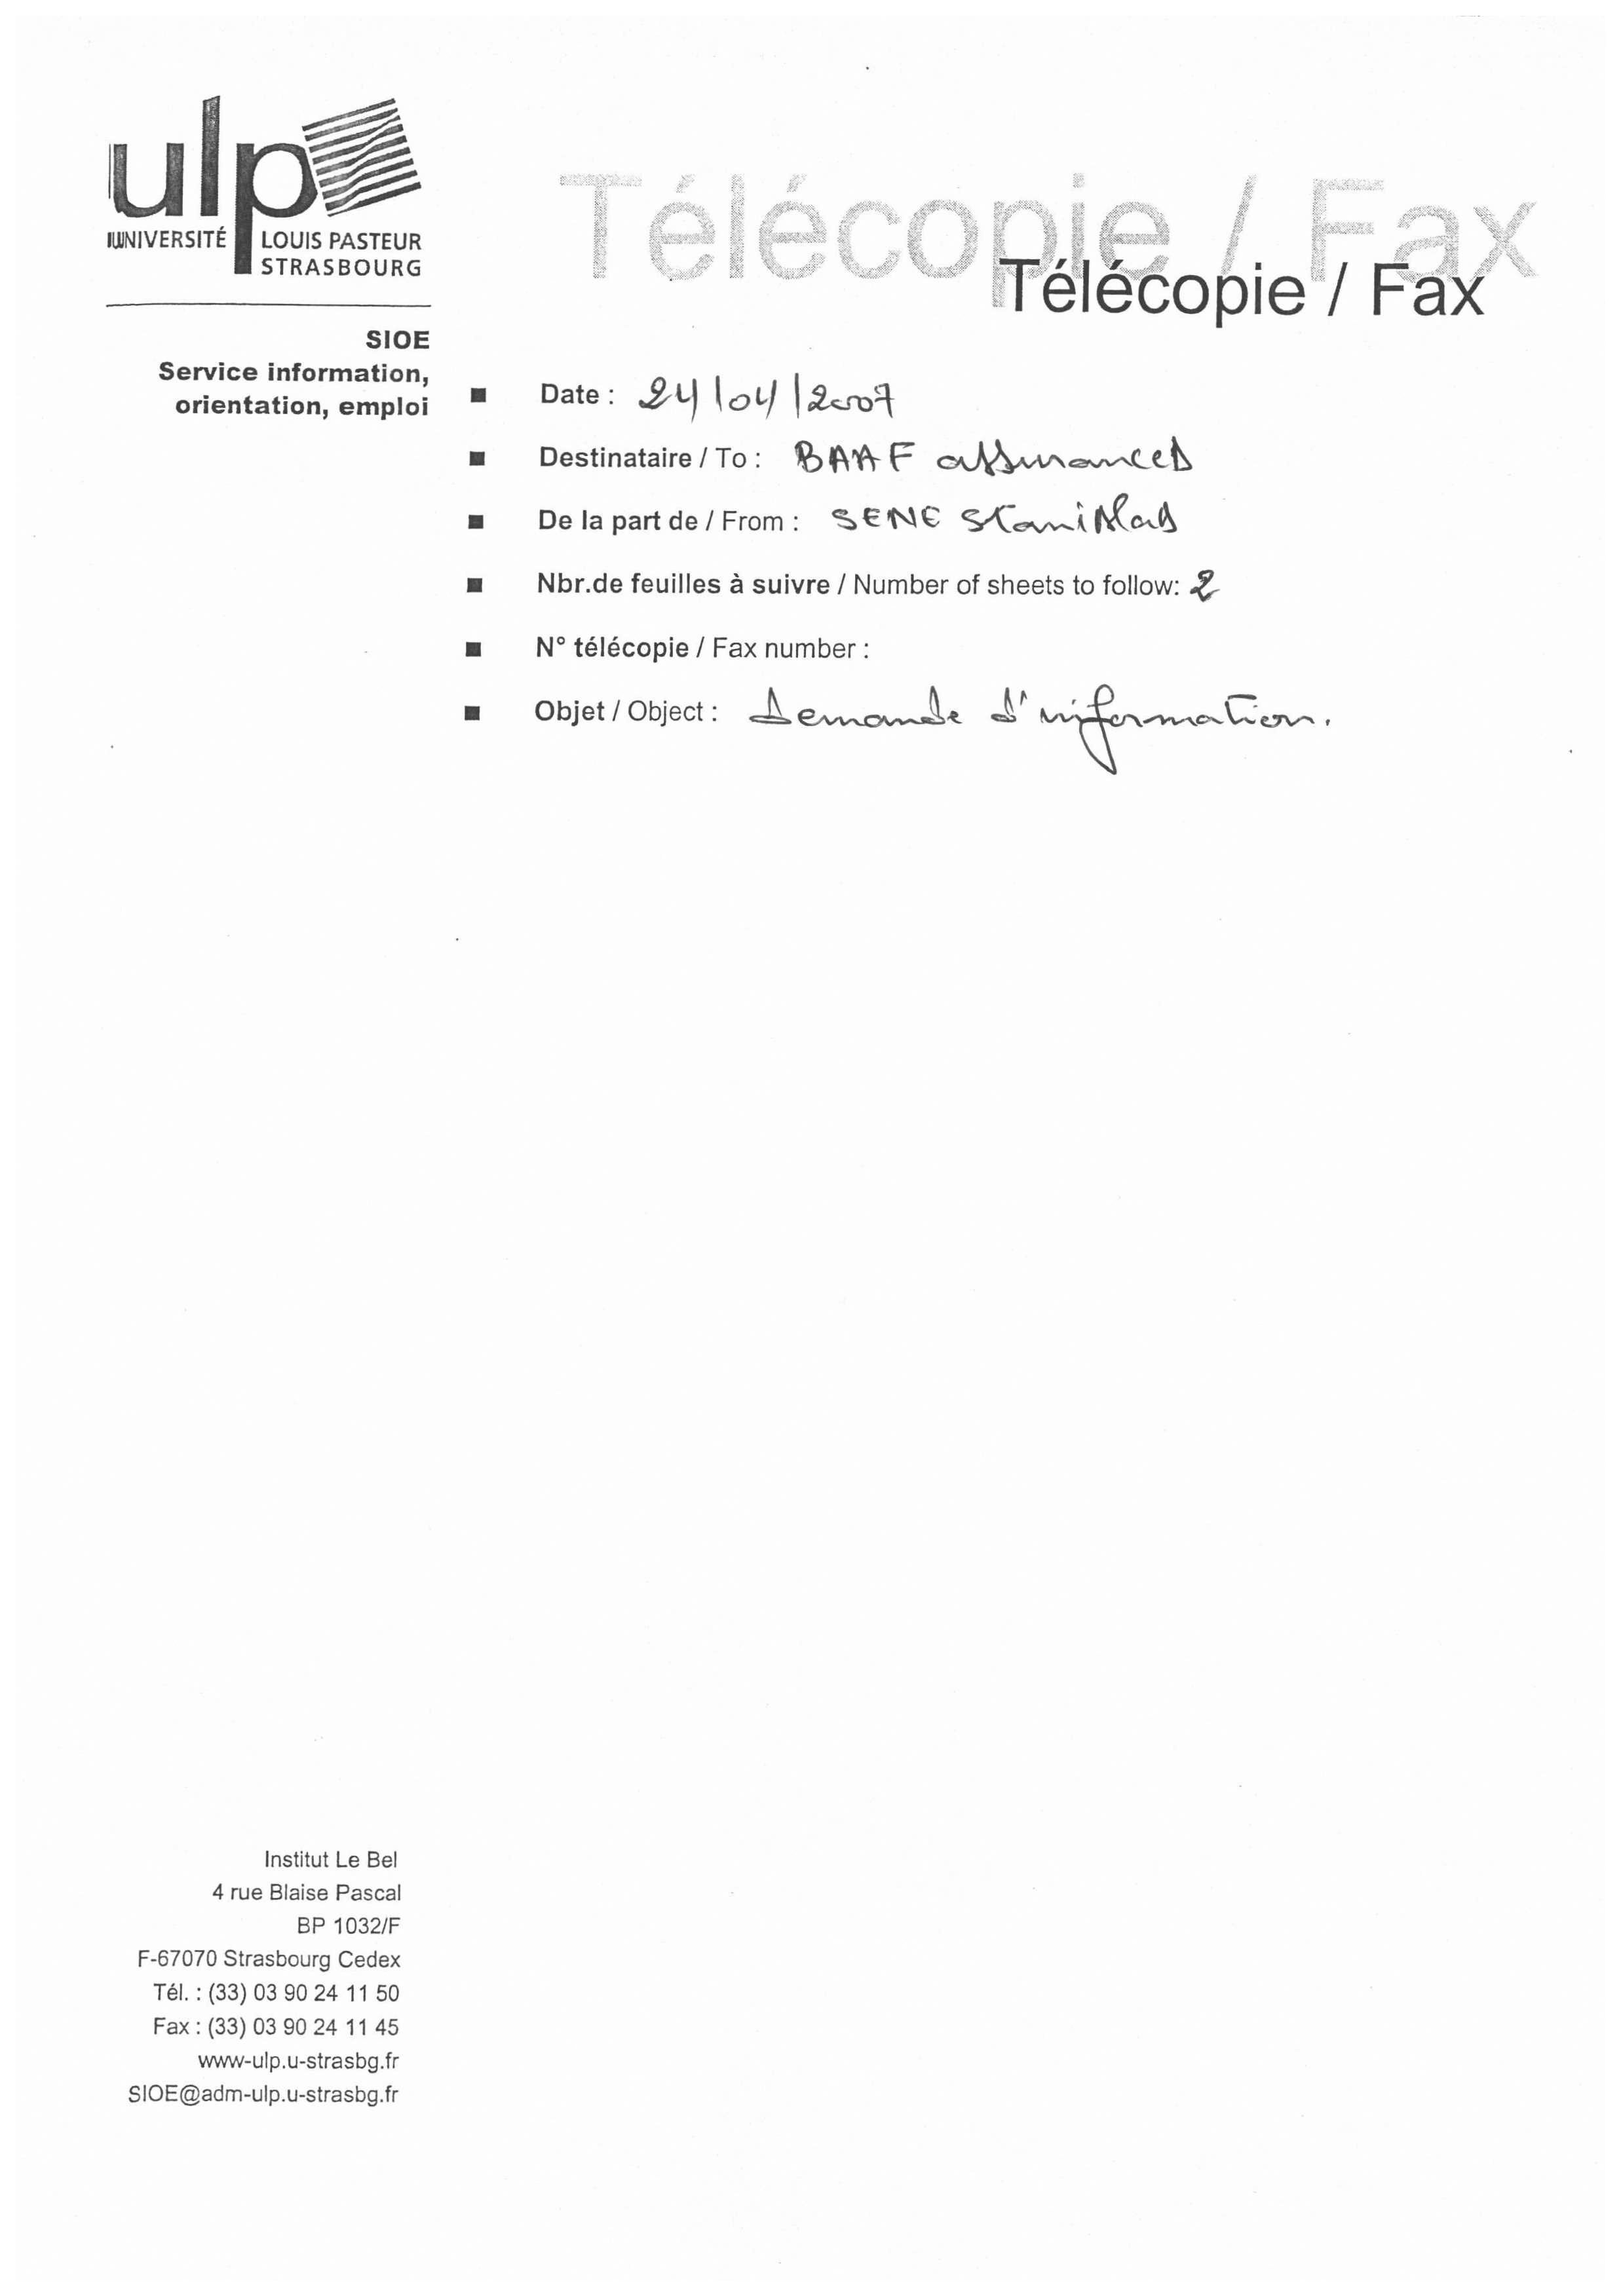 ulp
UNIVERSITÉ LOUIS PASTEUR
STRASBOURG
Télécopie / Fax
Télécopie / Fax
SIOE
Service information,
orientation, emploi
Date : 24/04/2007
Destinataire / To : BAAF assurances
De la part de / From : SENE Stanislas
Nbr.de feuilles à suivre / Number of sheets to follow: 2
N° télécopie / Fax number :
Objet / Object : Demande d'information.
Institut Le Bel
4 rue Blaise Pascal
BP 1032/F
F-67070 Strasbourg Cedex
Tél. : (33) 03 90 24 11 50
Fax : (33) 03 90 24 11 45
www-ulp.u-strasbg.fr
SIOE@adm-ulp.u-strasbg.fr